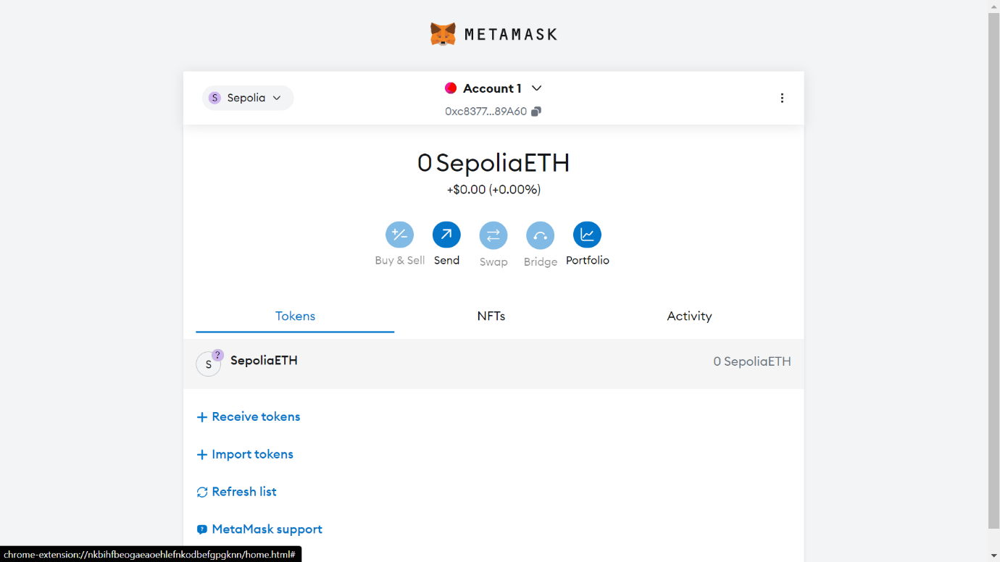 METAMASK
S Sepolia
Account 1
0xc8377...89A60
0 SepoliaETH
+$0.00 (+0.00%)
Buy & Sell Send Swap Bridge Portfolio
Tokens NFTs Activity
S ? SepoliaETH 0 SepoliaETH
+ Receive tokens
+ Import tokens
Refresh list
? MetaMask support
chrome-extension://nkbihfbeogaeaoehlefnkodbefgpgknn/home.html#